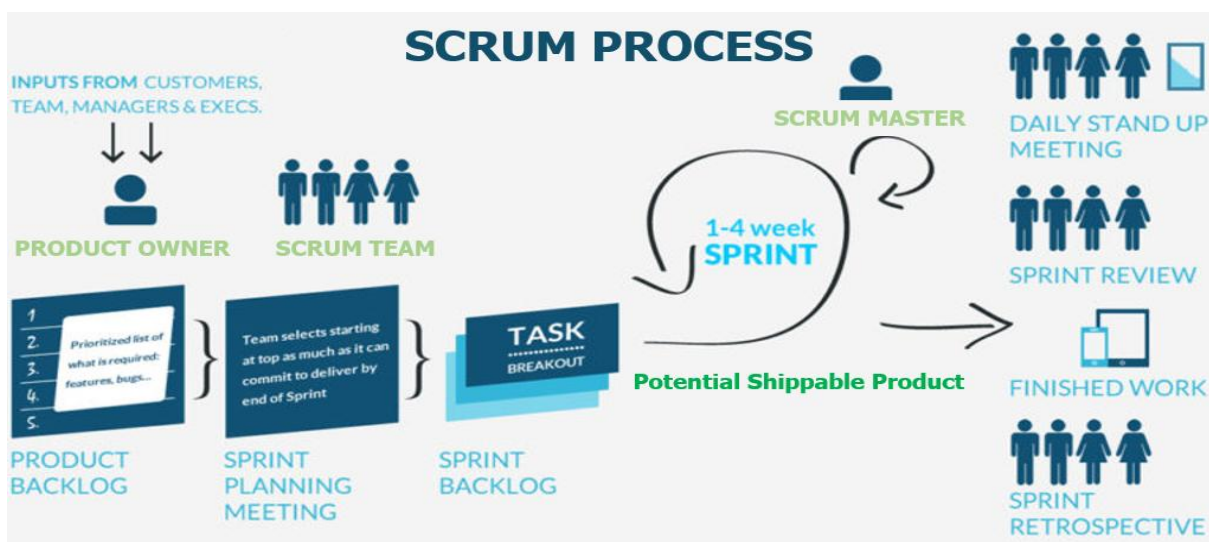 SCRUM PROCESS
INPUTS FROM CUSTOMERS,
TEAM, MANAGERS & EXECS.
PRODUCT OWNER
SCRUM TEAM
SCRUM MASTER
1
2.
3.
4.
5.
Prioritized list of
what is required:
features, bugs...
Team selects starting
at top as much as it can
commit to deliver by
end of Sprint
TASK
BREAKOUT
1-4 week
SPRINT
Potential Shippable Product
PRODUCT
BACKLOG
SPRINT
PLANNING
MEETING
SPRINT
BACKLOG
DAILY STAND UP
MEETING
SPRINT REVIEW
FINISHED WORK
SPRINT
RETROSPECTIVE